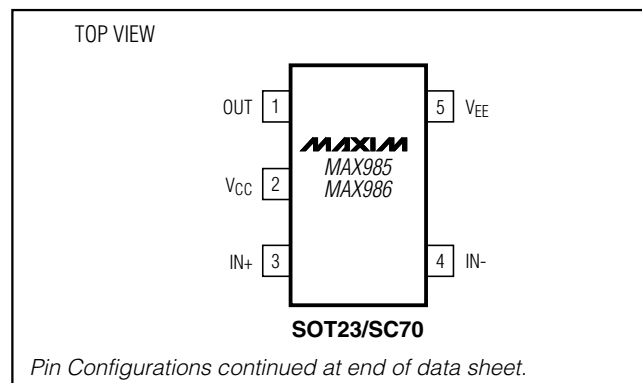 TOP VIEW
OUT 1
5 VEE
MAXIM
MAX985
VCC 2
MAX986
IN+ 3
4 IN-
SOT23/SC70
Pin Configurations continued at end of data sheet.